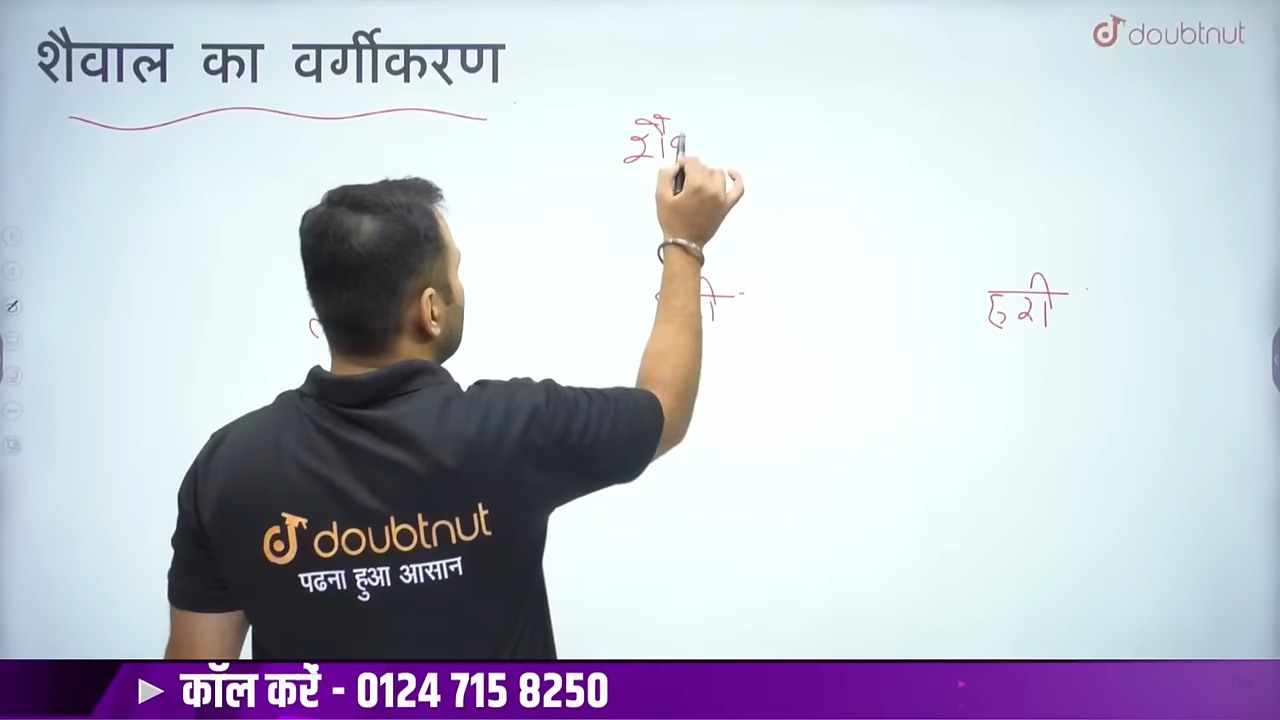 शैवाल का वर्गीकरण
doubtnut
हरी
doubtnut
पढना हुआ आसान
कॉल करें - 0124 715 8250